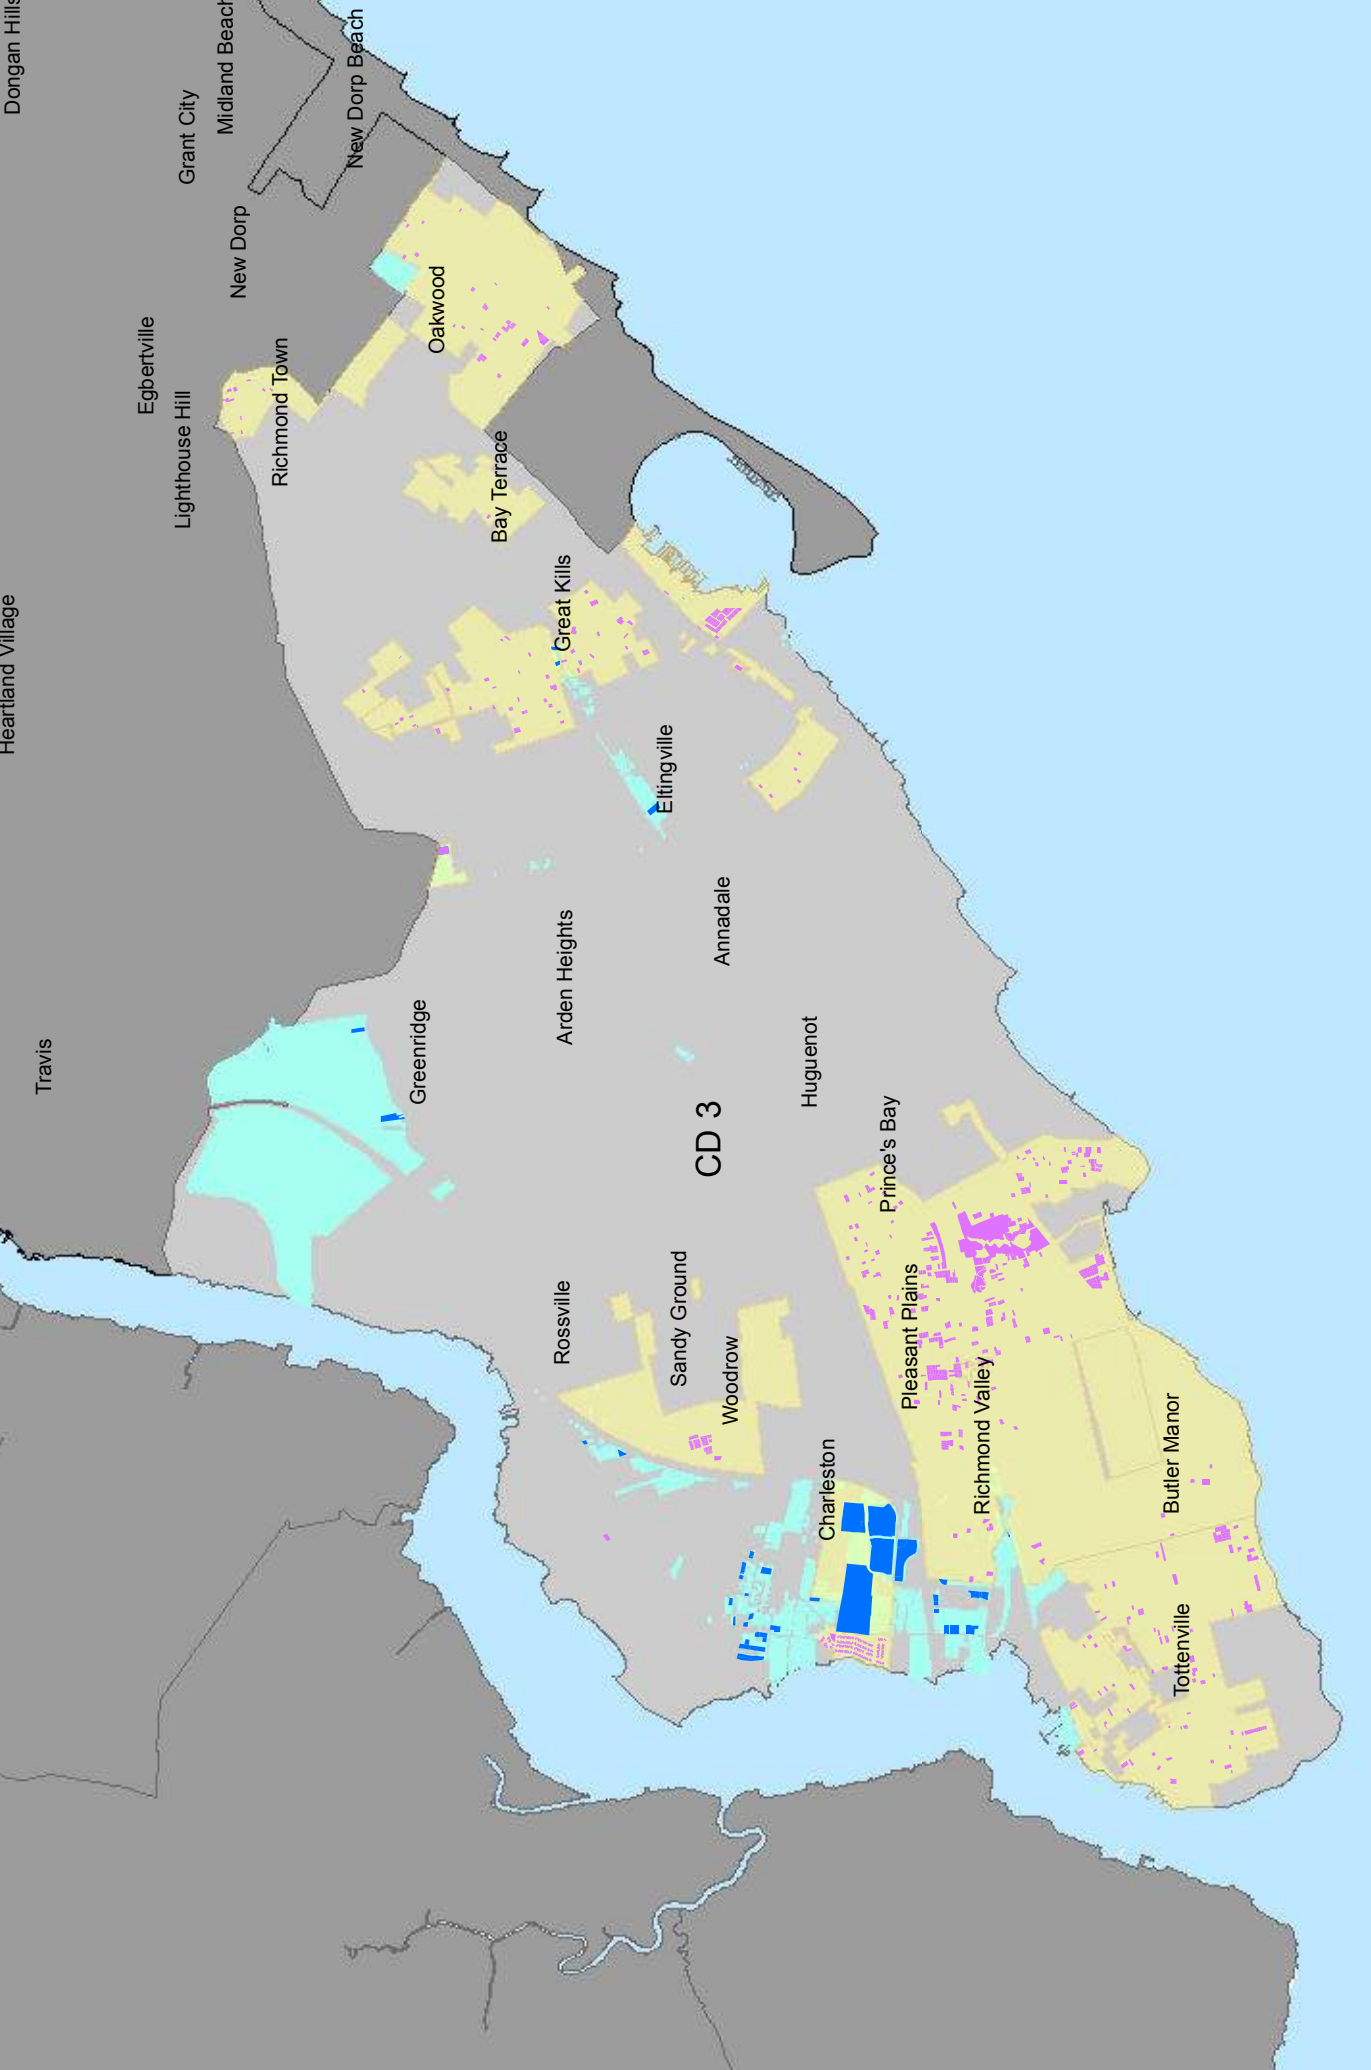 Dongan Hills
Midland Beach
New Dorp Beach
Grant City
New Dorp
Egbertville
Lighthouse Hill
Richmond Town
Oakwood
Bay Terrace
Heartland Village
Great Kills
Eltingville
Annadale
Arden Heights
Travis
Greenridge
Huguenot
CD 3
Prince's Bay
Rossville
Sandy Ground
Woodrow
Pleasant Plains
Richmond Valley
Charleston
Butler Manor
Tottenville